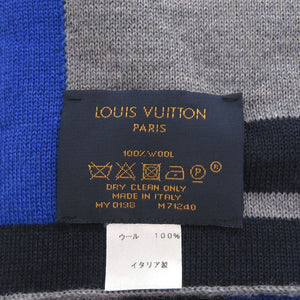 LOUIS VUITTON
PARIS
100% WOOL
P
DRY CLEAN ONLY
MADE IN ITALY
MY 0198 M71240
ウール 100%
イタリア製